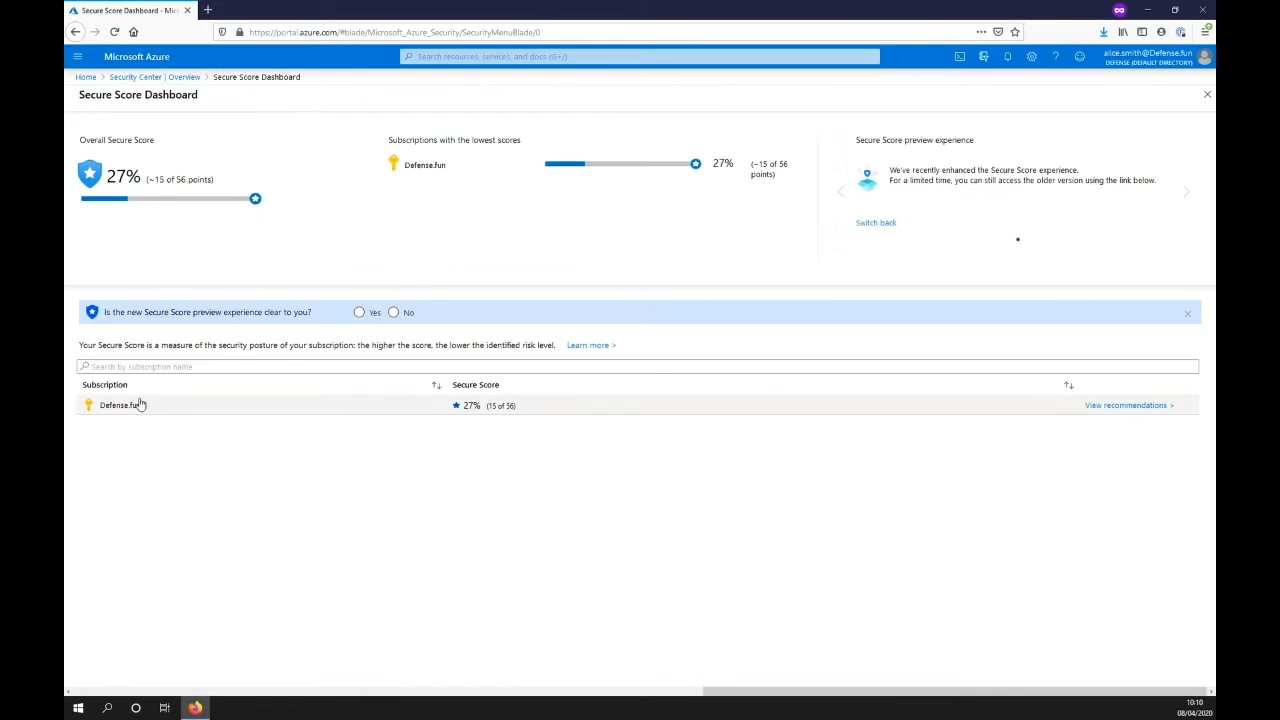 Secure Score Dashboard - Mic
https://portal.azure.com/#blade/Microsoft_Azure_Security/SecurityMenuBlade/0
Microsoft Azure
Search resources, services, and docs (G+/)
alice.smith@Defense.fun
DEFENSE (DEFAULT DIRECTORY)
Home > Security Center | Overview > Secure Score Dashboard
Secure Score Dashboard
Overall Secure Score
27% (~15 of 56 points)
Subscriptions with the lowest scores
Defense.fun
27% (~15 of 56
points)
Secure Score preview experience
We've recently enhanced the Secure Score experience.
For a limited time, you can still access the older version using the link below.
Switch back
Is the new Secure Score preview experience clear to you? Yes No
Your Secure Score is a measure of the security posture of your subscription: the higher the score, the lower the identified risk level. Learn more >
Search by subscription name
Subscription Secure Score
Defense.fun 27% (15 of 56) View recommendations >
10:10
08/04/2020